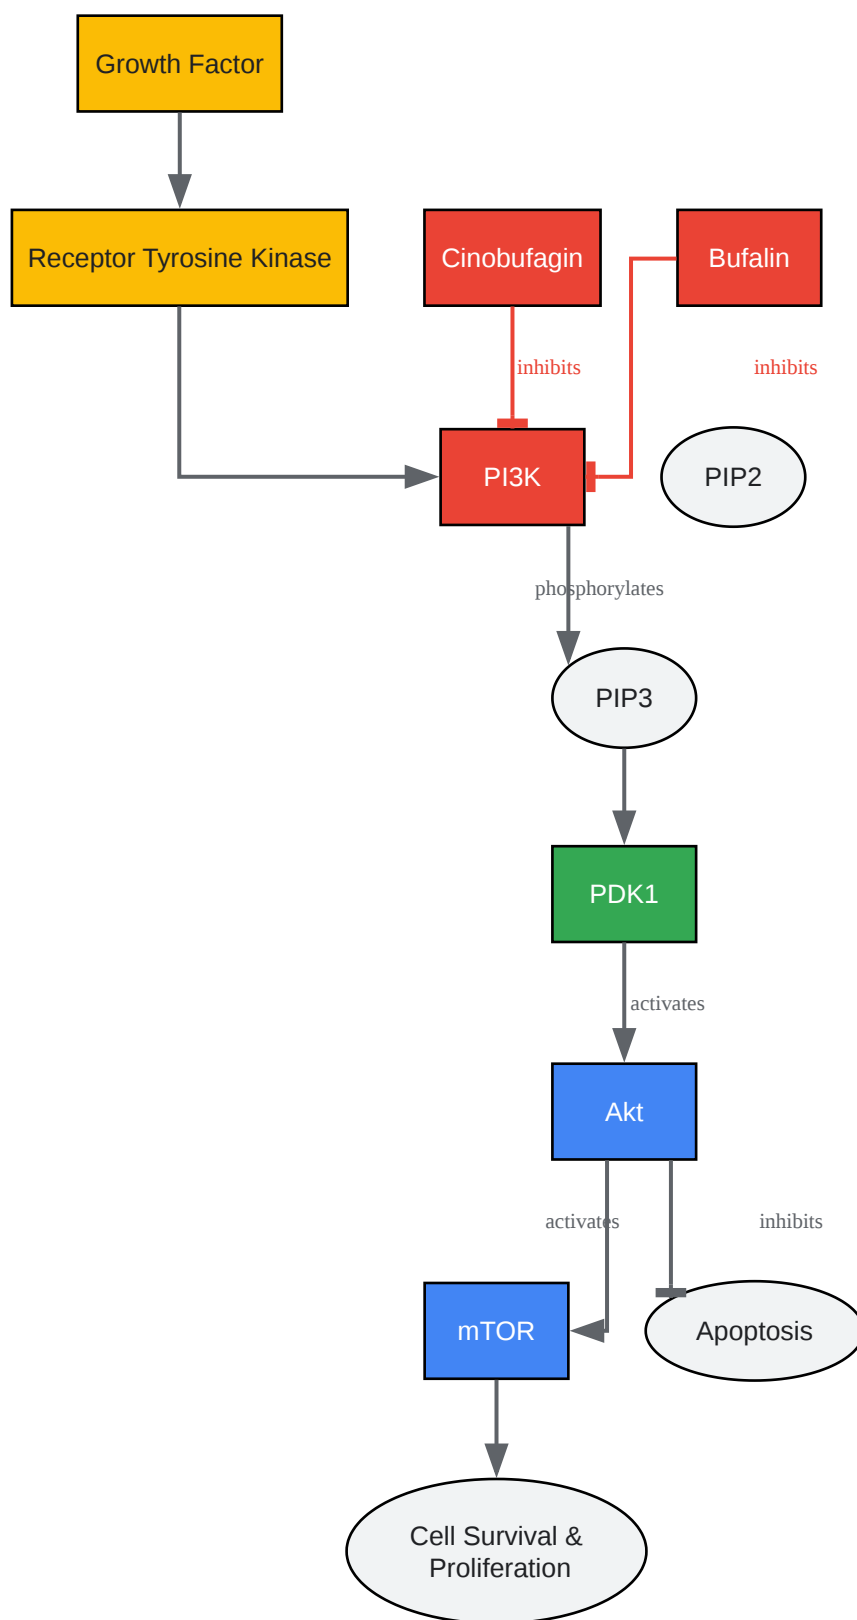 Growth Factor
Receptor Tyrosine Kinase
Cinobufagin
Bufalin
inhibits
inhibits
PI3K
PIP2
phosphorylates
PIP3
PDK1
activates
Akt
activates
inhibits
mTOR
Apoptosis
Cell Survival &
Proliferation